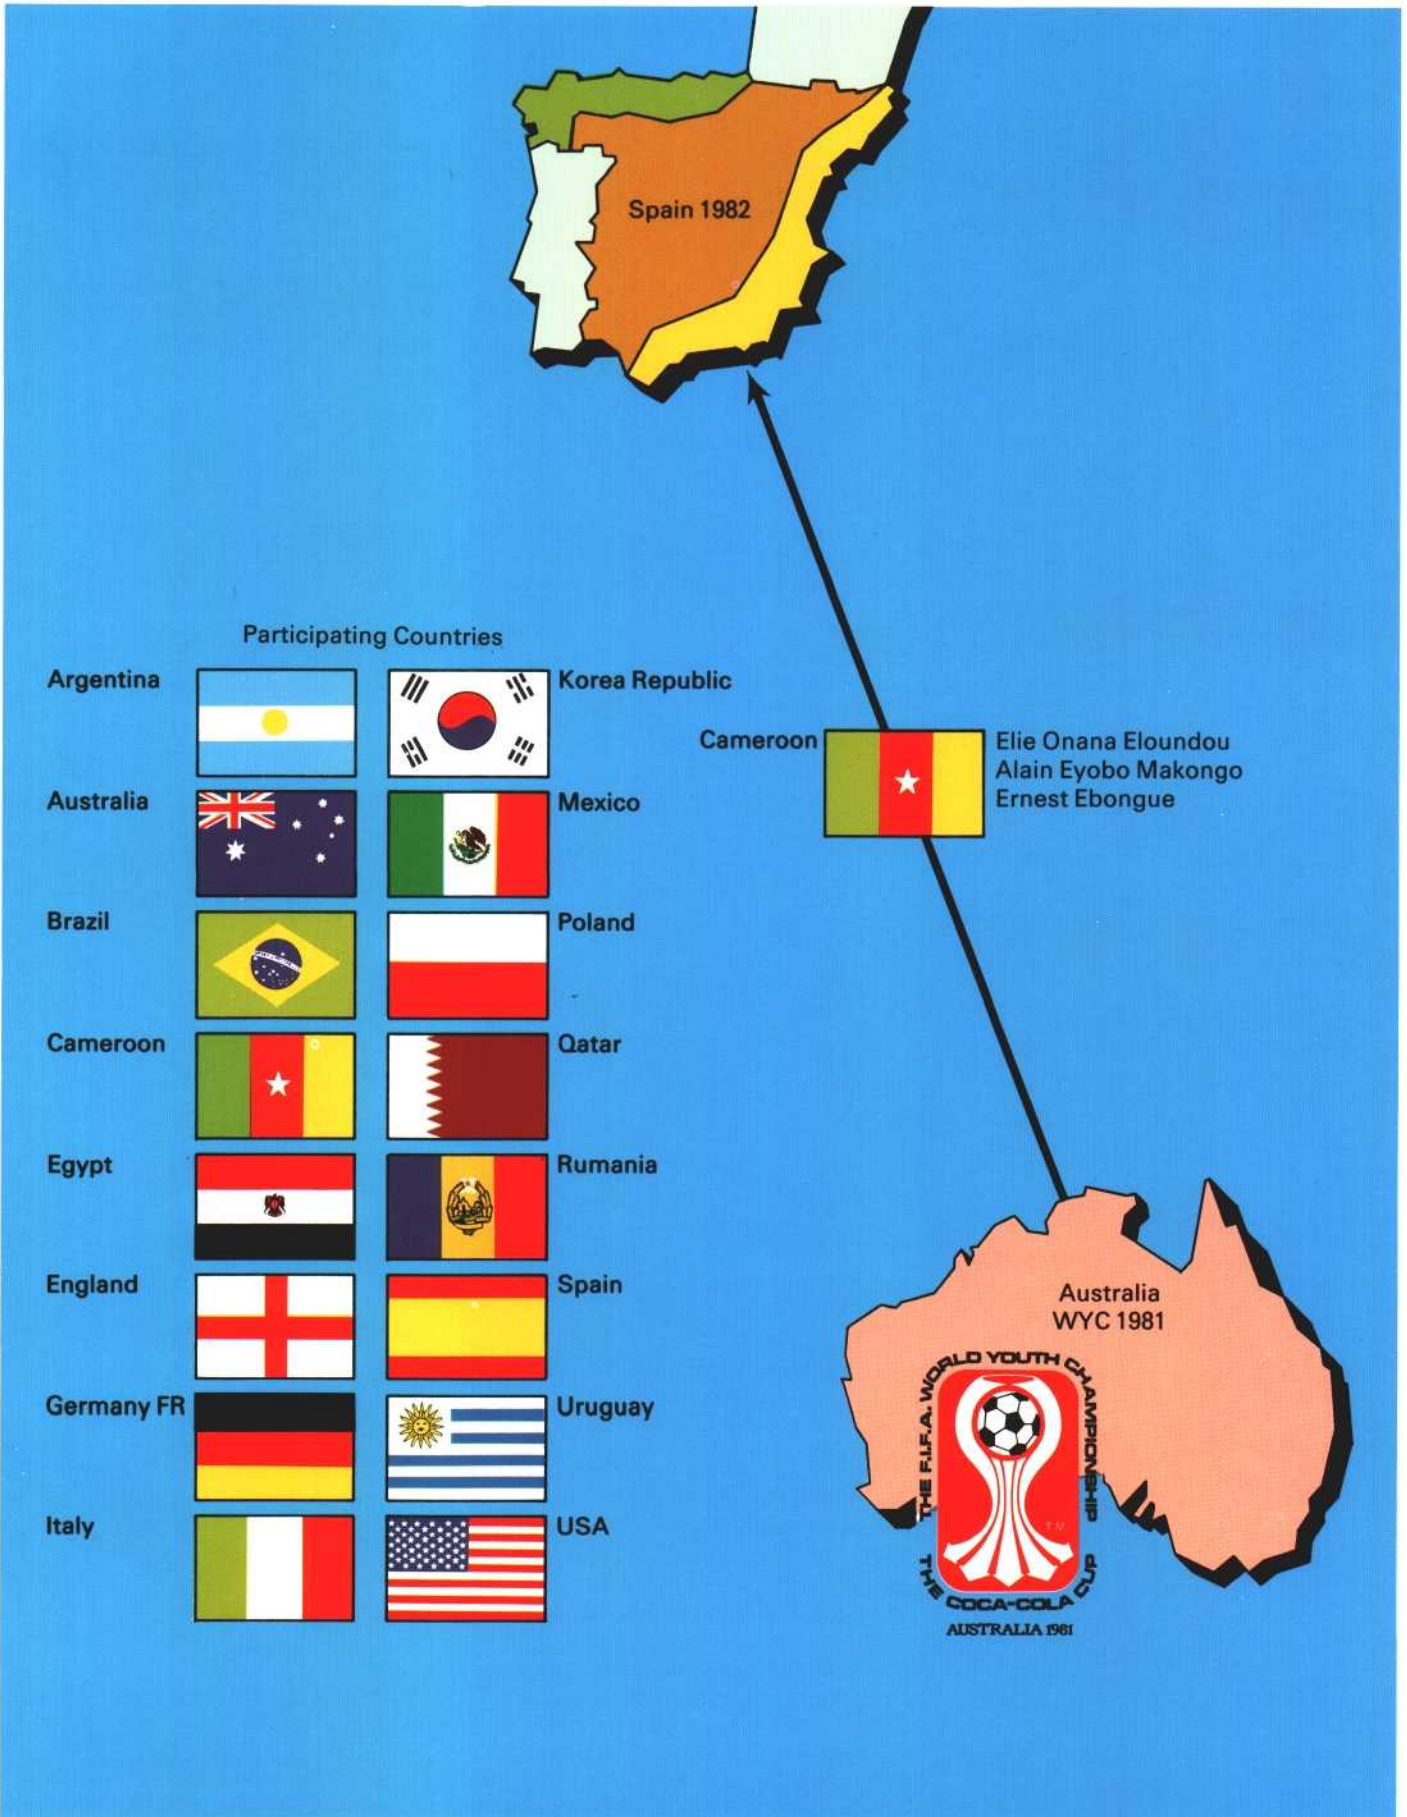 Spain 1982
Participating Countries
Argentina
Korea Republic
Australia
Mexico
Brazil
Poland
Cameroon
Qatar
Egypt
Rumania
England
Spain
Germany FR
Uruguay
Italy
USA
Cameroon
Elie Onana Eloundou
Alain Eyobo Makongo
Ernest Ebongue
Australia
WYC 1981
THE F.I.F.A. WORLD YOUTH CHAMPIONSHIP
TM
THE COCA-COLA CUP
AUSTRALIA 1981